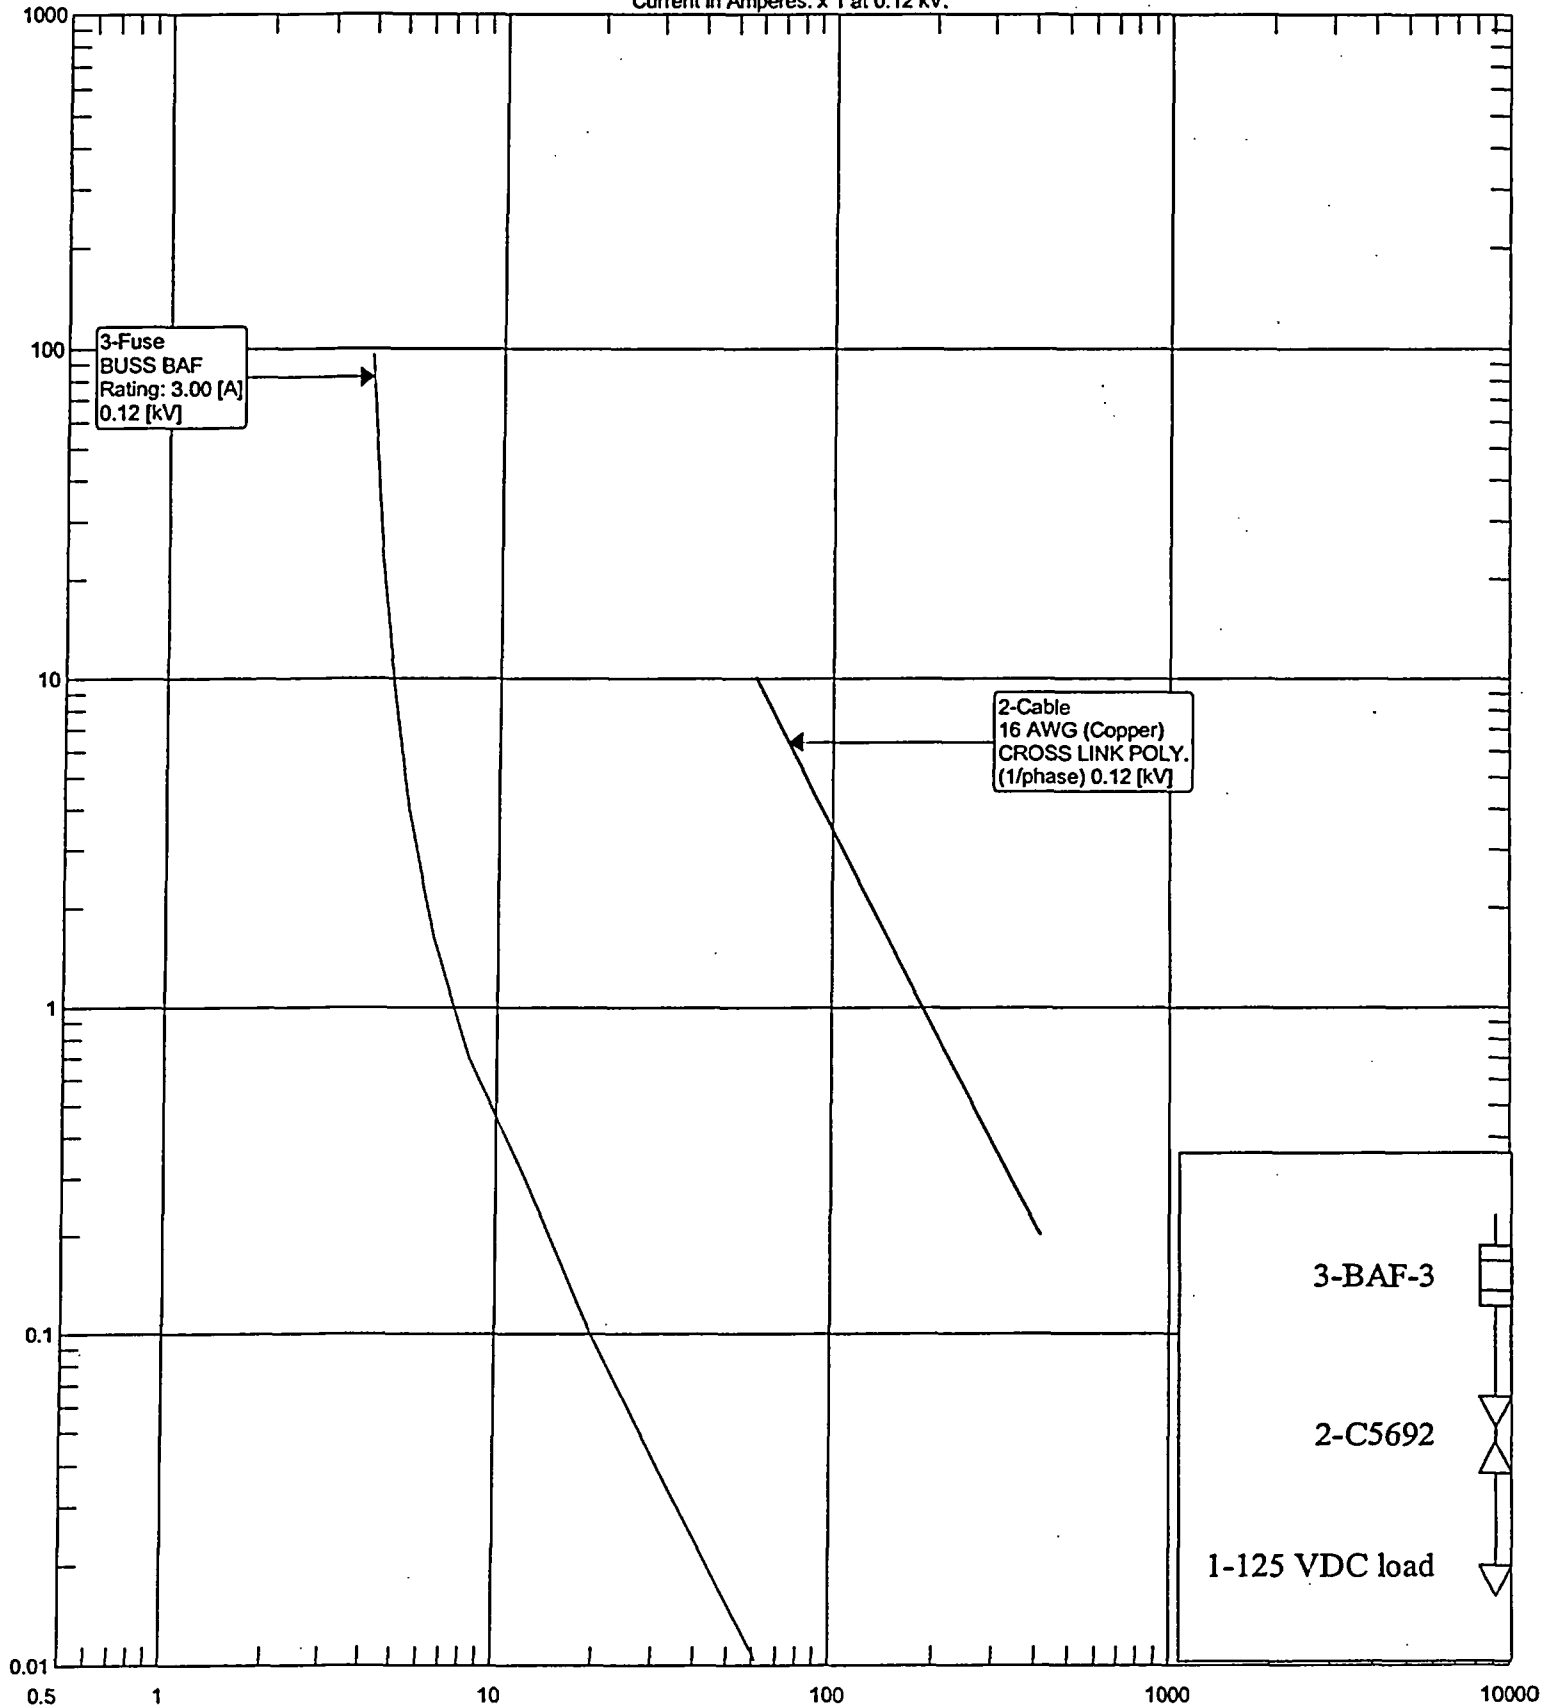 Current in Amperes: x 1 at 0.12 kV.
1000
100
10
1
0.1
0.01
3-Fuse
BUSS BAF
Rating: 3.00 [A]
0.12 [kV]
2-Cable
16 AWG (Copper)
CROSS LINK POLY.
(1/phase) 0.12 [kV]
3-BAF-3
2-C5692
1-125 VDC load
0.5 1 10 100 1000 10000